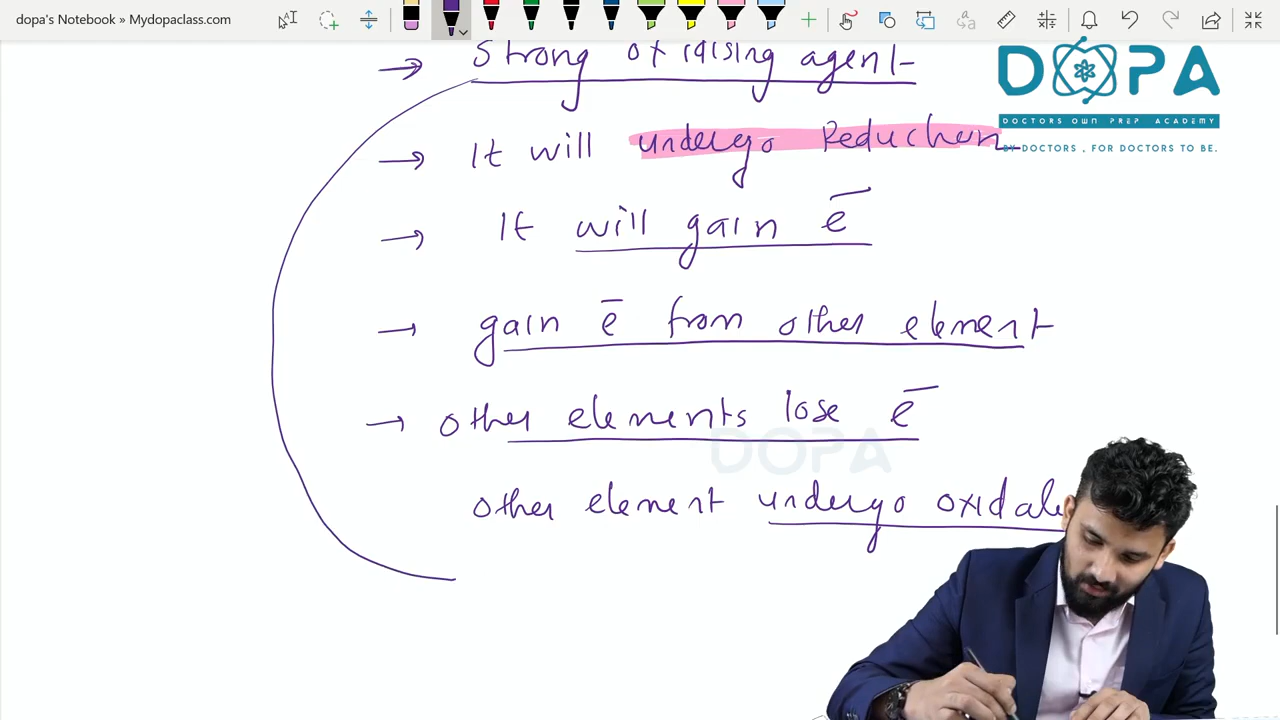 dopa's Notebook » Mydopaclass.com
→ Strong oxidising agent
DOPA
DOCTORS OWN PREP ACADEMY
BY DOCTORS , FOR DOCTORS TO BE.
→ It will undergo Reduction
→ It will gain e̅
→ gain e̅ from other element
→ other elements lose e̅
DOPA
other element undergo